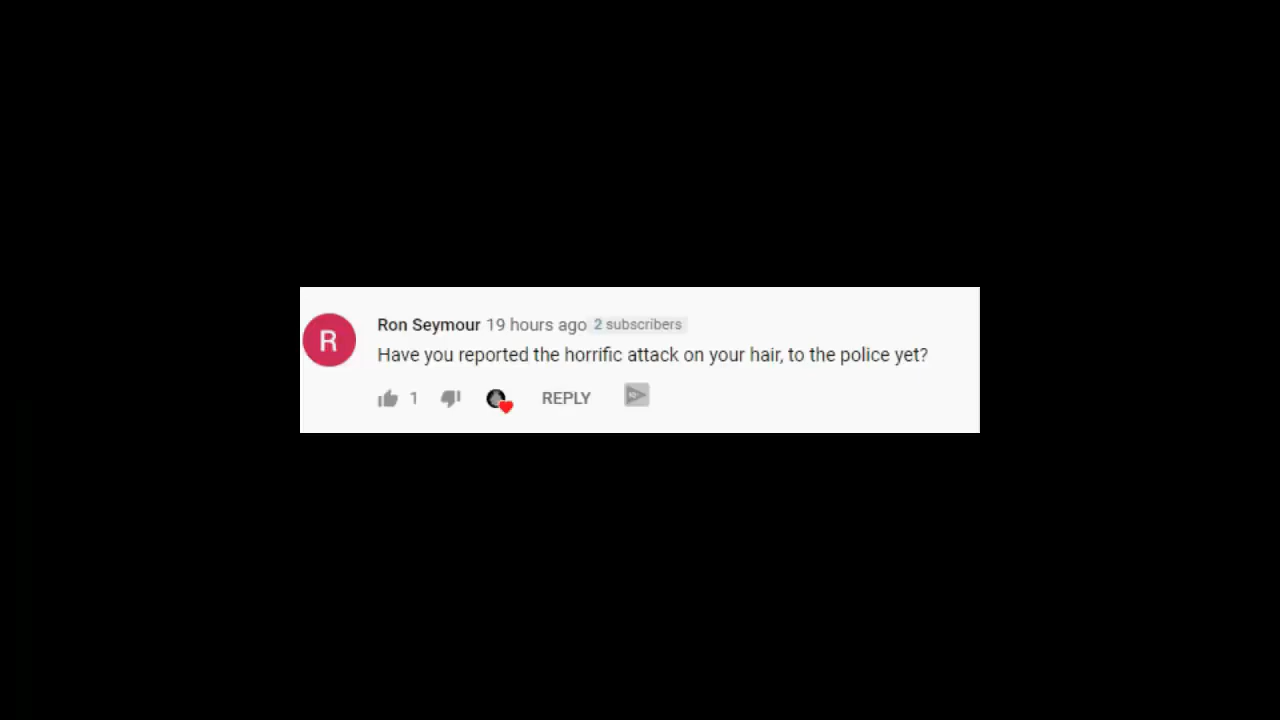 R
Ron Seymour 19 hours ago 2 subscribers
Have you reported the horrific attack on your hair, to the police yet?
1 REPLY